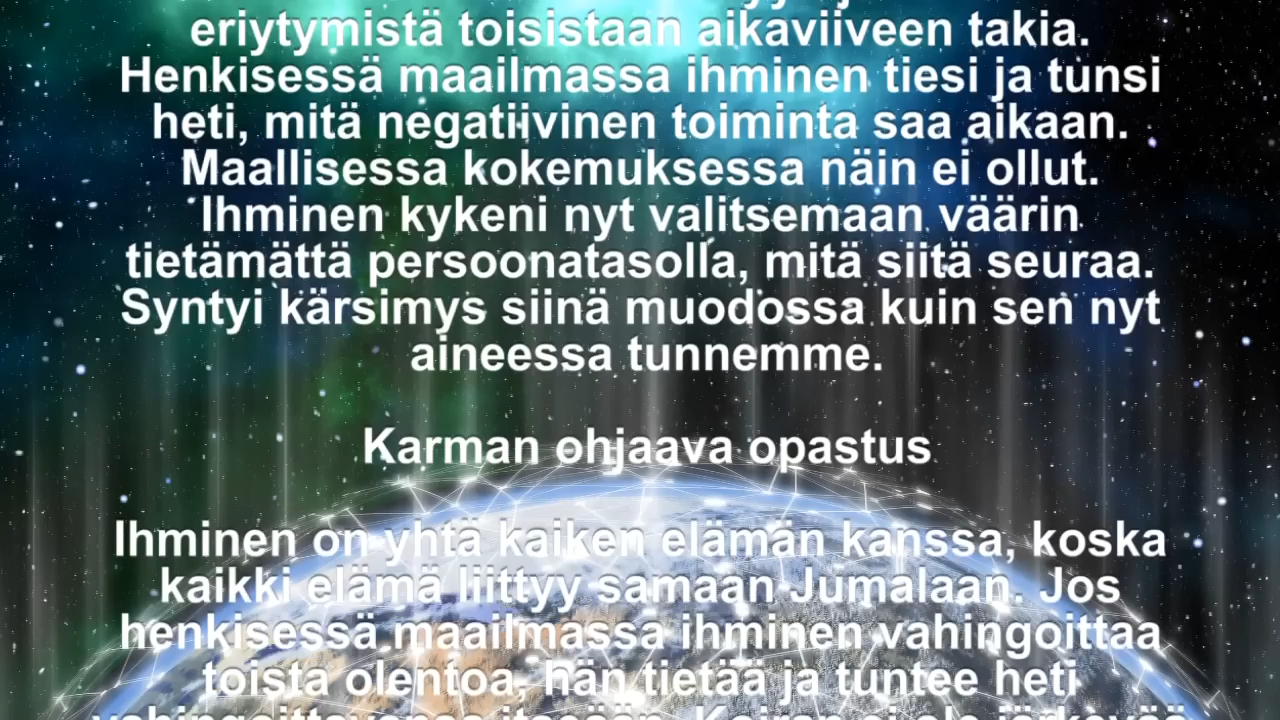 eriytymistä toisistaan aikaviiveen takia.
Henkisessä maailmassa ihminen tiesi ja tunsi
heti, mitä negatiivinen toiminta saa aikaan.
Maallisessa kokemuksessa näin ei ollut.
Ihminen kykeni nyt valitsemaan väärin
tietämättä persoonatasolla, mitä siitä seuraa.
Syntyi kärsimys siinä muodossa kuin sen nyt
aineessa tunnemme.
Karman ohjaava opastus
Ihminen on yhtä kaiken elämän kanssa, koska
kaikki elämä liittyy samaan Jumalaan. Jos
henkisessä maailmassa ihminen vahingoittaa
toista olentoa, hän tietää ja tuntee heti